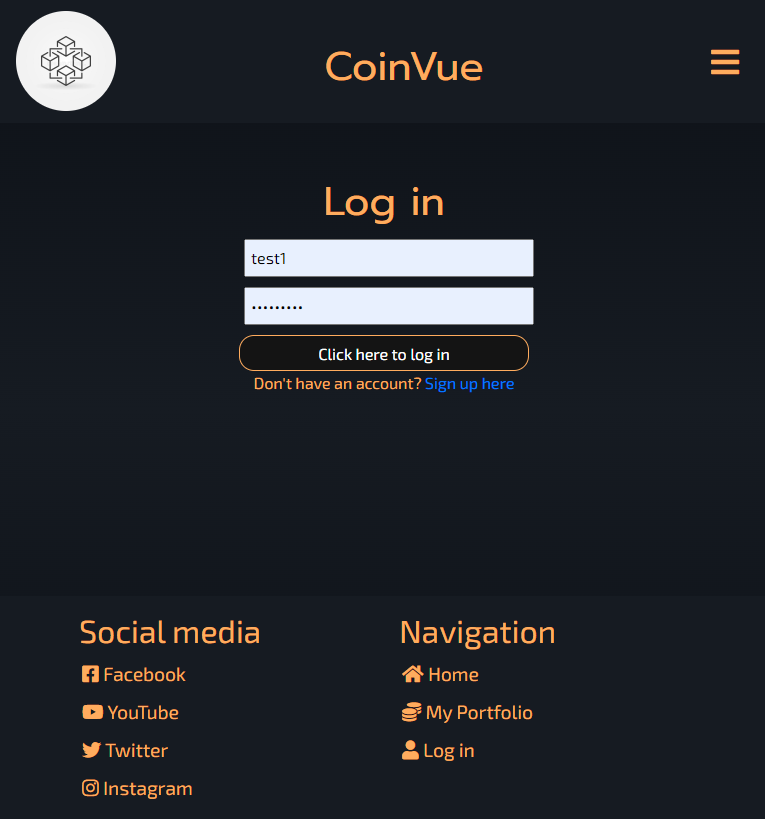 CoinVue
Log in
test1
•••••••••
Click here to log in
Don't have an account? Sign up here
Social media
Facebook
YouTube
Twitter
Instagram
Navigation
Home
My Portfolio
Log in